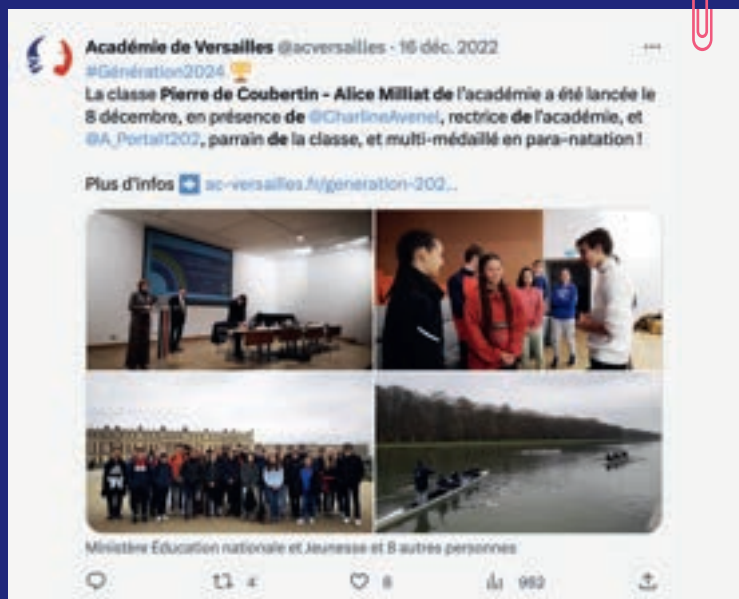 Académie de Versailles @acversailles · 16 déc. 2022
#Génération2024
La classe Pierre de Coubertin - Alice Milliat de l'académie a été lancée le
8 décembre, en présence de @CharlineAvenel, rectrice de l'académie, et
@A_Portait202, parrain de la classe, et multi-médaillé en para-natation !
Plus d'infos ac-versailles.fr/generation-202...
Ministère Éducation nationale et Jeunesse et 8 autres personnes
4 8 982